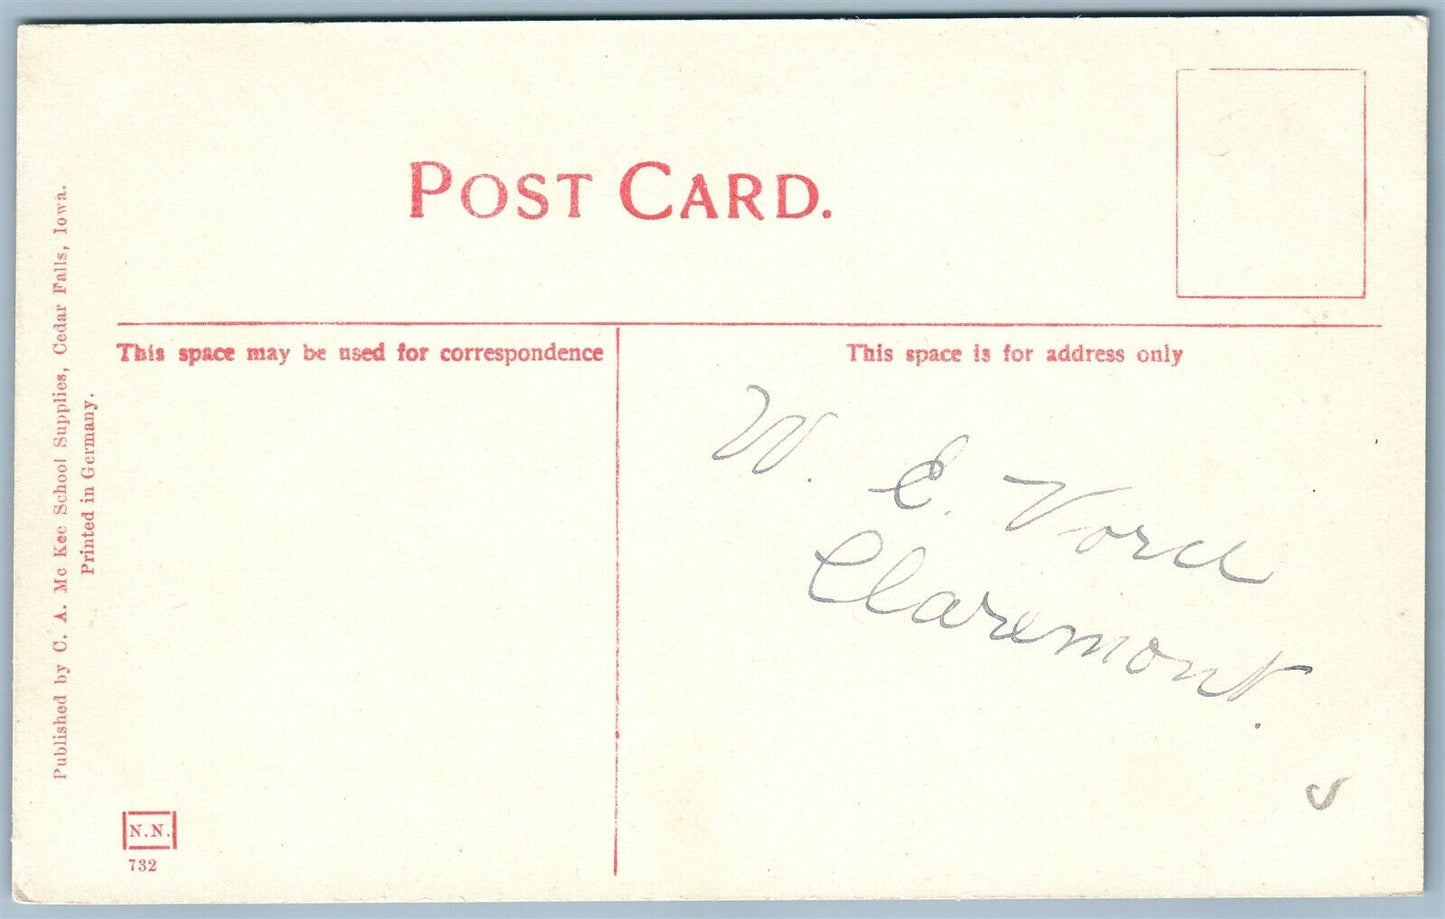 POST CARD.
This space may be used for correspondence
This space is for address only
W. E. Vord
Claremont.
Published by C. A. Mc Kee School Supplies, Cedar Falls, Iowa.
Printed in Germany.
N.N.
732